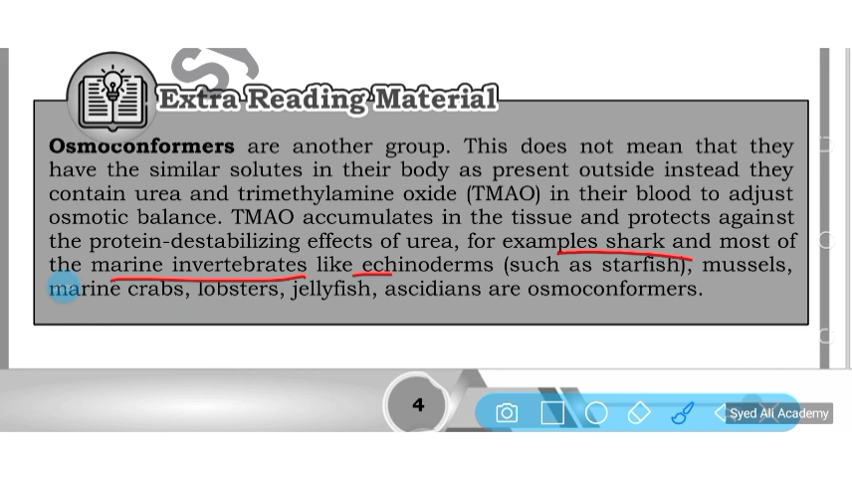 Extra Reading Material
Osmoconformers are another group. This does not mean that they
have the similar solutes in their body as present outside instead they
contain urea and trimethylamine oxide (TMAO) in their blood to adjust
osmotic balance. TMAO accumulates in the tissue and protects against
the protein-destabilizing effects of urea, for examples shark and most of
the marine invertebrates like echinoderms (such as starfish), mussels,
marine crabs, lobsters, jellyfish, ascidians are osmoconformers.
4
Syed Ali Academy